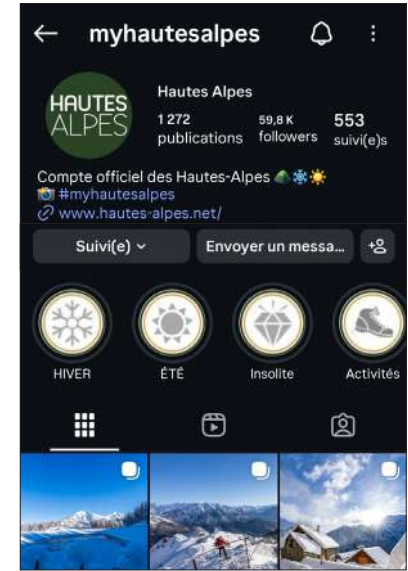 myhautesalpes
HAUTES
ALPES
Hautes Alpes
1 272
publications
59,8 K
followers
553
suivi(e)s
Compte officiel des Hautes-Alpes
#myhautesalpes
www.hautes-alpes.net/
Suivi(e)
Envoyer un messa...
HIVER
ÉTÉ
Insolite
Activités